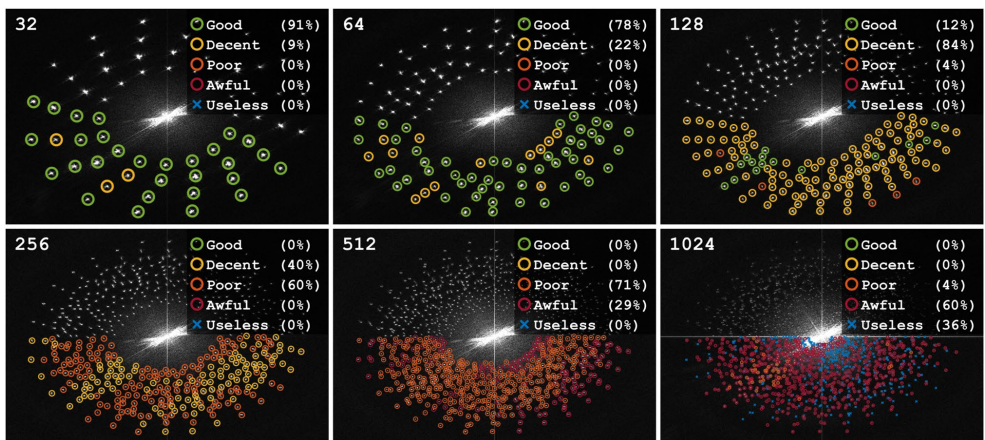 32
Good (91%)
Decent (9%)
Poor (0%)
Awful (0%)
Useless (0%)
64
Good (78%)
Decent (22%)
Poor (0%)
Awful (0%)
Useless (0%)
128
Good (12%)
Decent (84%)
Poor (4%)
Awful (0%)
Useless (0%)
256
Good (0%)
Decent (40%)
Poor (60%)
Awful (0%)
Useless (0%)
512
Good (0%)
Decent (0%)
Poor (71%)
Awful (29%)
Useless (0%)
1024
Good (0%)
Decent (0%)
Poor (4%)
Awful (60%)
Useless (36%)